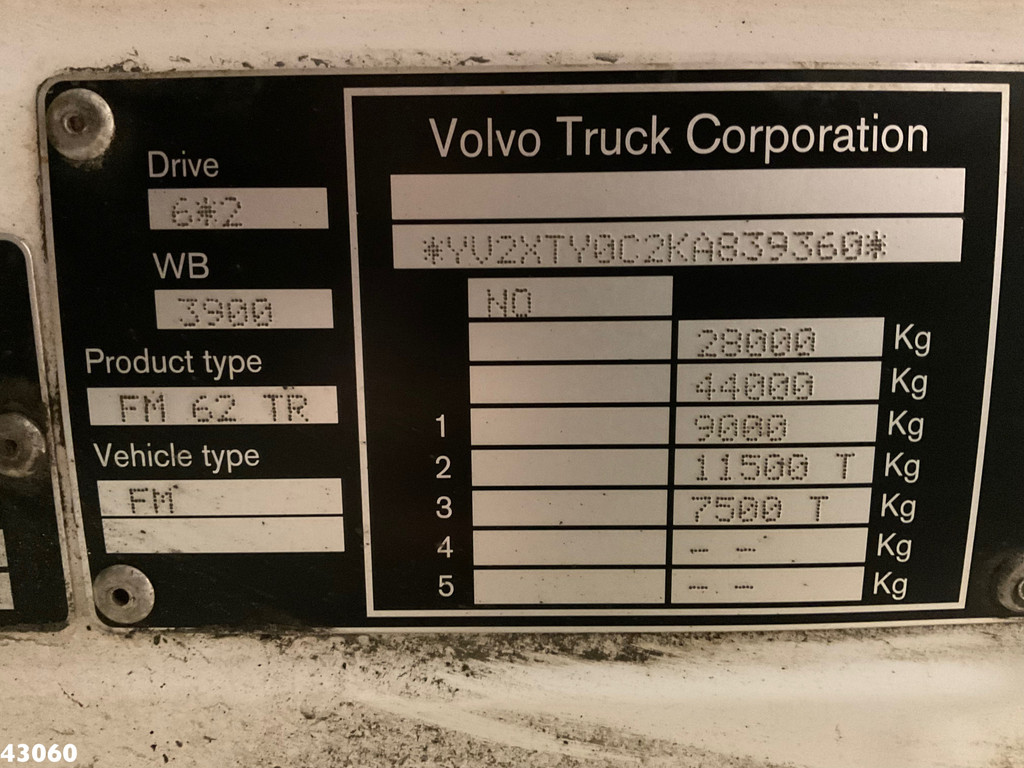 Drive
6*2
WB
3900
Product type
FM 62 TR
Vehicle type
FM
Volvo Truck Corporation
*YV2XTY0C2KA839360*
NO
28000 Kg
44000 Kg
1 9000 Kg
2 11500 T Kg
3 7500 T Kg
4 -- -- Kg
5 -- -- Kg
43060